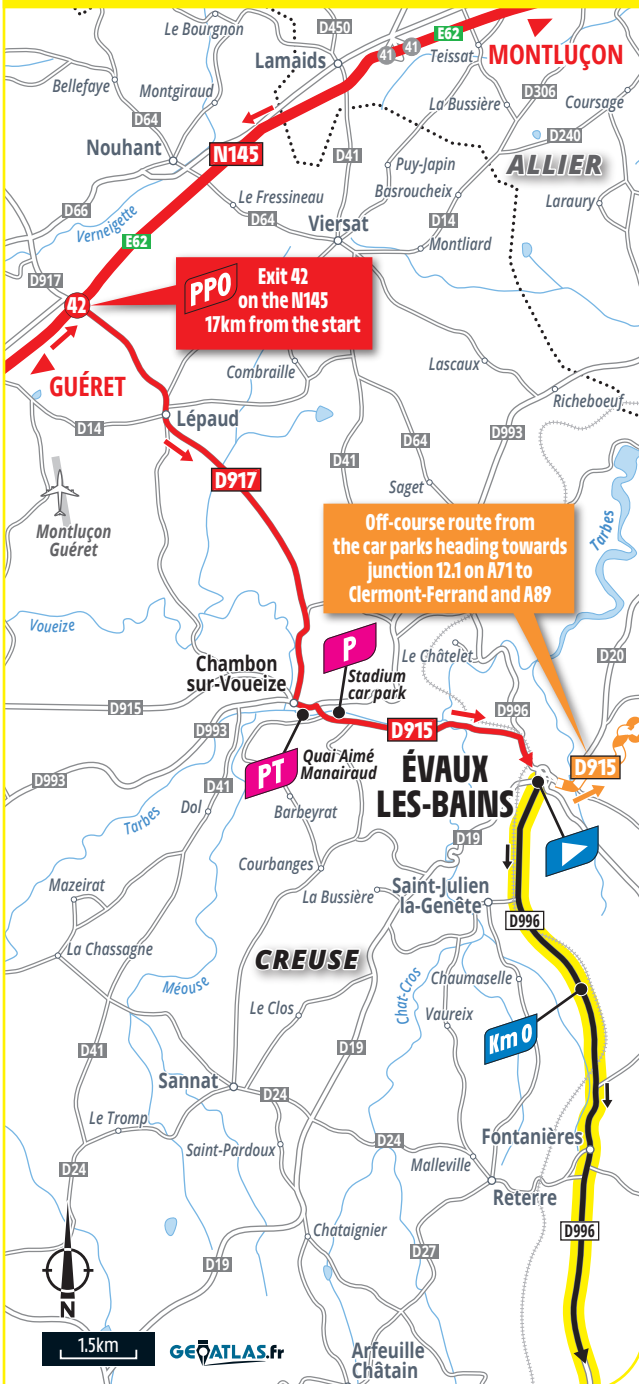 Le Bourgnon
D450
E62
41
41
Teissat
MONTLUÇON
Lamaids
Bellefaye
Montgiraud
La Bussière
D306
Coursage
D64
N145
D240
Nouhant
D41
Puy-Japin
ALLIER
Le Fressineau
Basroucheix
Laraury
D66
Verneigette
D64
Viersat
D14
E62
Montliard
D917
42
PPO
Exit 42
on the N145
17km from the start
GUÉRET
Combraille
Lascaux
Richeboeuf
Lépaud
D14
D64
D993
D41
D917
Saget
Montluçon
Guéret
Off-course route from
the car parks heading towards
junction 12.1 on A71 to
Clermont-Ferrand and A89
Tarbes
Voueize
Chambon
sur-Voueize
P
Stadium
car park
Le Châtelet
D20
D915
D996
D993
D915
PT
Quai Aimé
Manairaud
ÉVAUX
LES-BAINS
D915
D993
D41
Tarbes
Dol
Barbeyrat
D19
Courbanges
Mazeirat
La Bussière
Saint-Julien
la-Genête
D996
La Chassagne
CREUSE
Méouse
Chat-Cros
Chaumaselle
Le Clos
Vaureix
Km 0
D41
D19
Sannat
D24
Le Tromp
Saint-Pardoux
D24
Fontanières
Malleville
D24
Reterre
Chataignier
D996
D19
D27
N
1.5km
GEOATLAS.fr
Arfeuille
Châtain